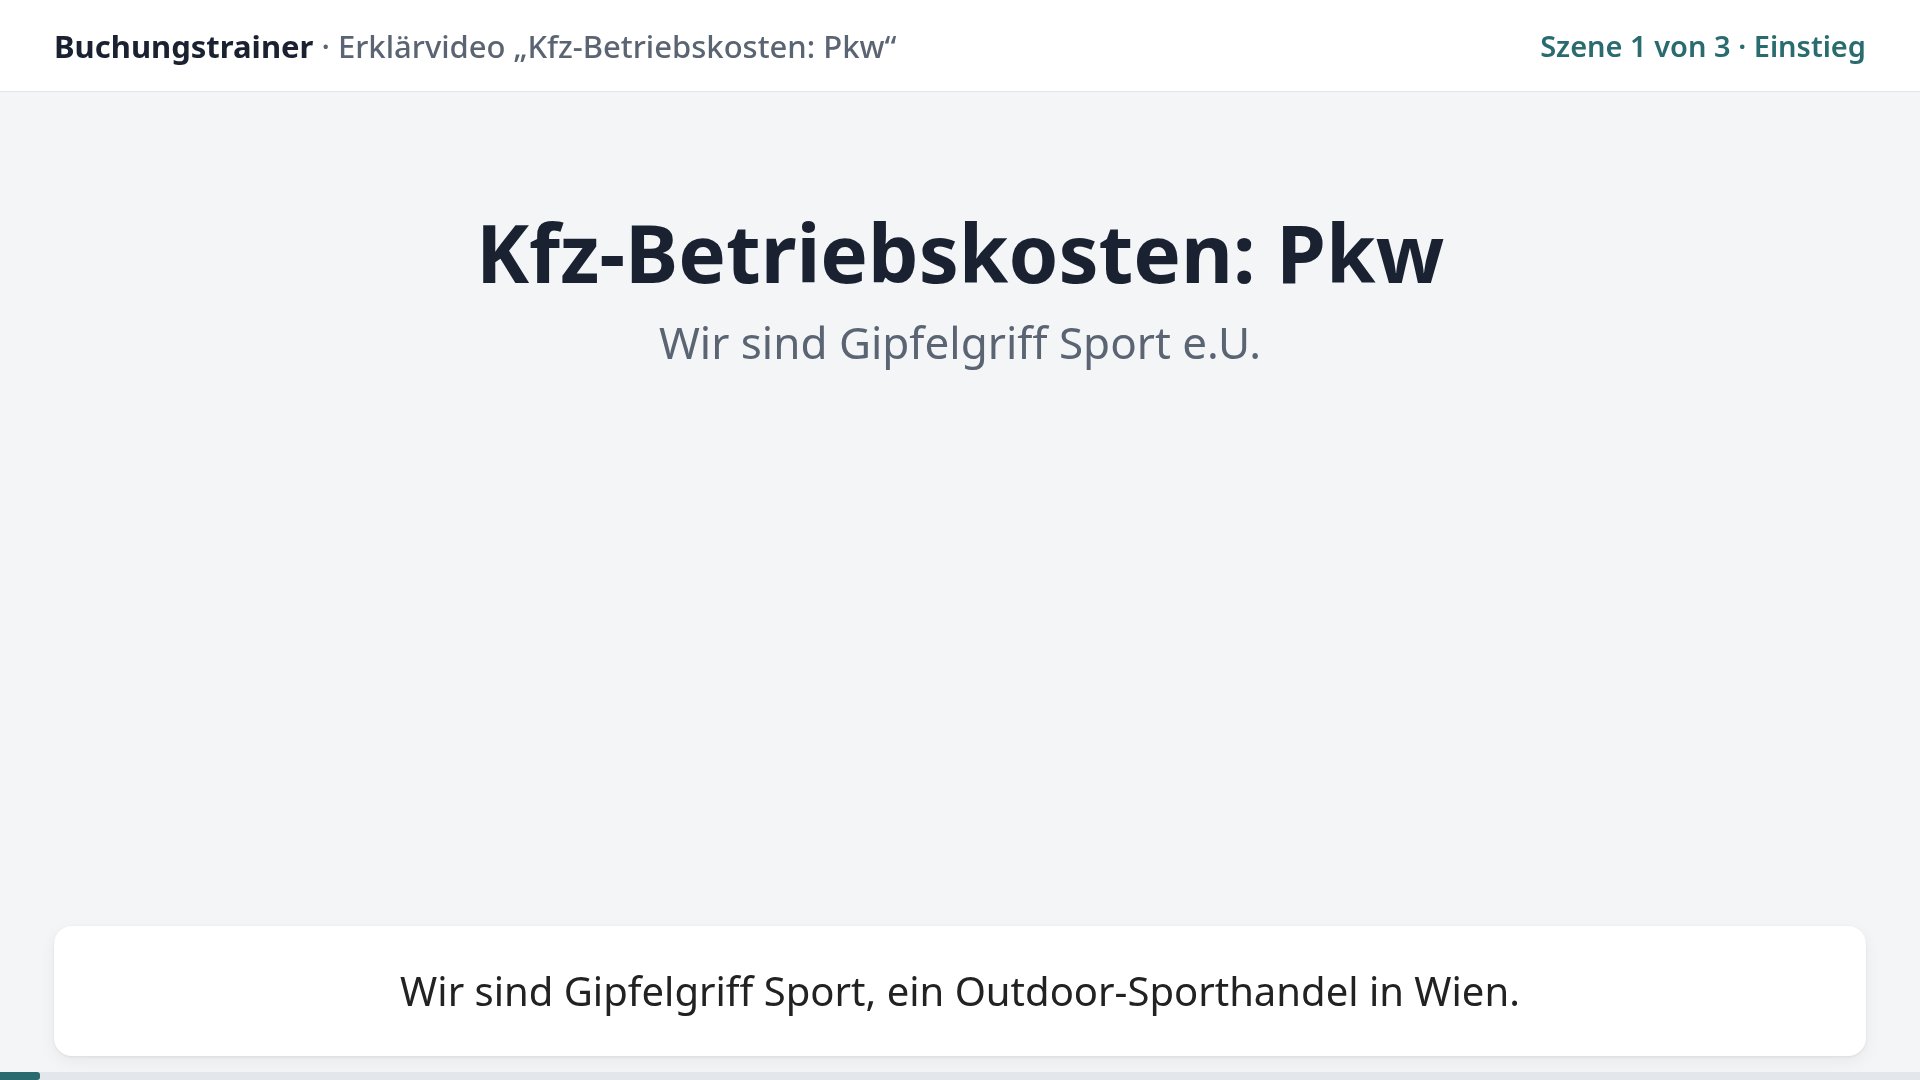 Buchungstrainer · Erklärvideo „Kfz-Betriebskosten: Pkw“
Szene 1 von 3 · Einstieg
Kfz-Betriebskosten: Pkw
Wir sind Gipfelgriff Sport e.U.
Wir sind Gipfelgriff Sport, ein Outdoor-Sporthandel in Wien.